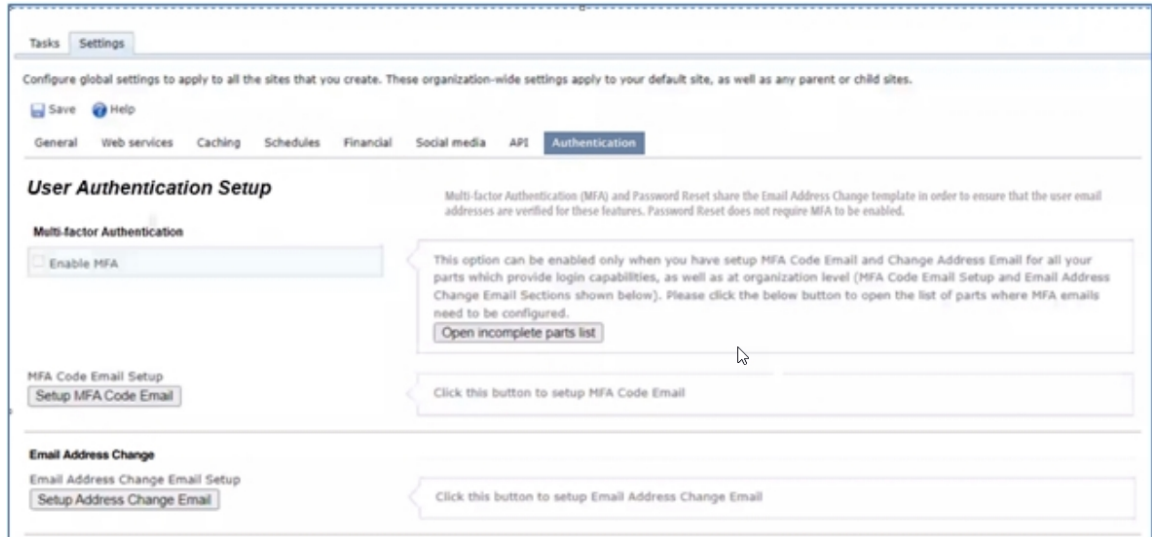 Tasks Settings
Configure global settings to apply to all the sites that you create. These organization-wide settings apply to your default site, as well as any parent or child sites.
Save Help
General Web services Caching Schedules Financial Social media API Authentication
User Authentication Setup
Multi-factor Authentication (MFA) and Password Reset share the Email Address Change template in order to ensure that the user email
addresses are verified for these features. Password Reset does not require MFA to be enabled.
Multi-factor Authentication
Enable MFA
This option can be enabled only when you have setup MFA Code Email and Change Address Email for all your
parts which provide login capabilities, as well as at organization level (MFA Code Email Setup and Email Address
Change Email Sections shown below). Please click the below button to open the list of parts where MFA emails
need to be configured.
Open incomplete parts list
MFA Code Email Setup
Setup MFA Code Email
Click this button to setup MFA Code Email
Email Address Change
Email Address Change Email Setup
Setup Address Change Email
Click this button to setup Email Address Change Email